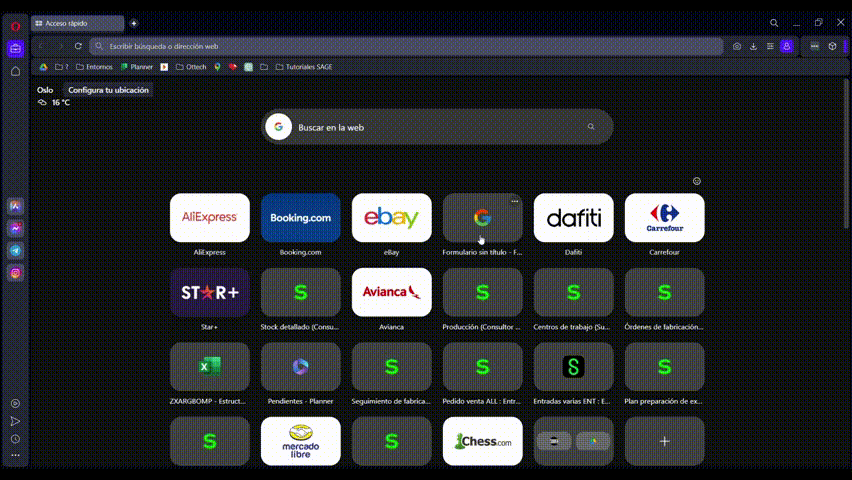 Acceso rápido
Escribir búsqueda o dirección web
?
Entornos
Planner
Ottech
Tutoriales SAGE
Oslo
Configura tu ubicación
16 °C
Buscar en la web
AliExpress
Booking.com
ebay
dafiti
Carrefour
AliExpress
Booking.com
eBay
Formulario sin título - F...
Dafiti
Carrefour
STAR+
S
Avianca
S
S
S
Star+
Stock detallado (Consu...
Avianca
Producción (Consultor ...
Centros de trabajo (Su...
Órdenes de fabricación...
X
S
S
S
S
ZXARGBOMP - Estruct...
Pendientes - Planner
Seguimiento de fabrica...
Pedido venta ALL : Entr...
Entradas varias ENT : E...
Plan preparación de ex...
S
mercado
libre
S
Chess.com